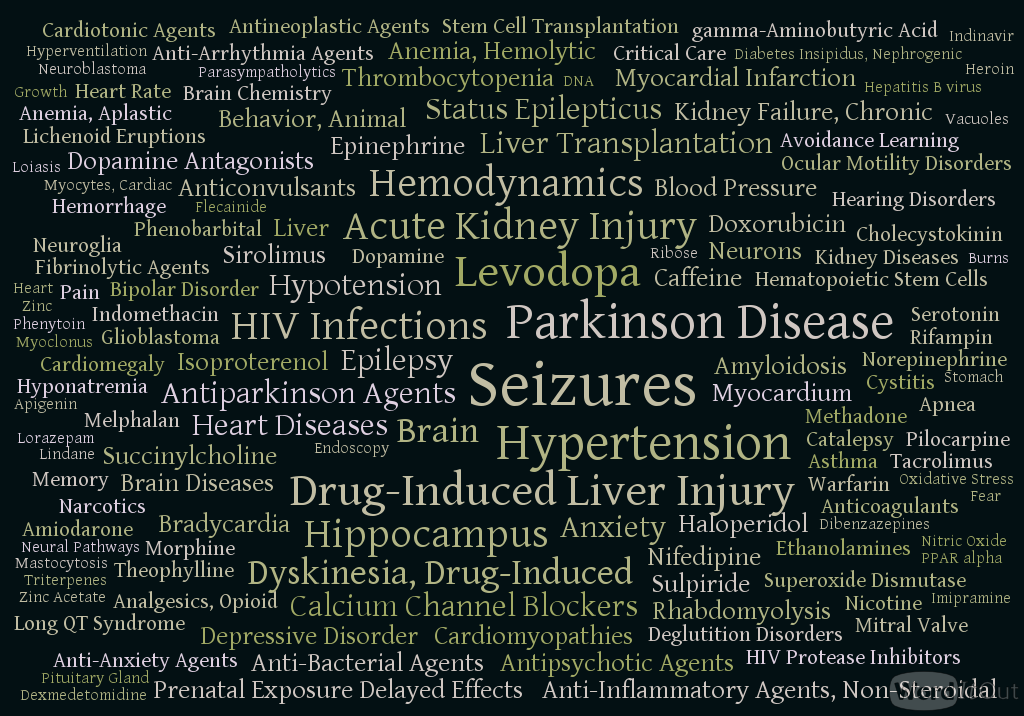 Cardiotonic Agents
Antineoplastic Agents
Stem Cell Transplantation
gamma-Aminobutyric Acid
Indinavir
Hyperventilation
Anti-Arrhythmia Agents
Anemia, Hemolytic
Critical Care
Diabetes Insipidus, Nephrogenic
Neuroblastoma
Parasympatholytics
Thrombocytopenia
DNA
Myocardial Infarction
Heroin
Growth
Heart Rate
Brain Chemistry
Hepatitis B virus
Anemia, Aplastic
Behavior, Animal
Status Epilepticus
Kidney Failure, Chronic
Vacuoles
Lichenoid Eruptions
Epinephrine
Liver Transplantation
Avoidance Learning
Loiasis
Dopamine Antagonists
Ocular Motility Disorders
Myocytes, Cardiac
Anticonvulsants
Hemodynamics
Blood Pressure
Hearing Disorders
Hemorrhage
Flecainide
Phenobarbital
Liver
Acute Kidney Injury
Doxorubicin
Cholecystokinin
Neuroglia
Sirolimus
Dopamine
Ribose
Neurons
Kidney Diseases
Burns
Fibrinolytic Agents
Levodopa
Caffeine
Hematopoietic Stem Cells
Heart
Pain
Bipolar Disorder
Hypotension
Zinc
Indomethacin
HIV Infections
Parkinson Disease
Serotonin
Phenytoin
Glioblastoma
Rifampin
Myoclonus
Cardiomegaly
Isoproterenol
Epilepsy
Seizures
Amyloidosis
Norepinephrine
Hyponatremia
Antiparkinson Agents
Myocardium
Cystitis
Stomach
Apigenin
Melphalan
Heart Diseases
Brain
Hypertension
Methadone
Apnea
Lorazepam
Endoscopy
Catalepsy
Pilocarpine
Lindane
Succinylcholine
Asthma
Tacrolimus
Memory
Brain Diseases
Drug-Induced Liver Injury
Warfarin
Oxidative Stress
Fear
Narcotics
Anticoagulants
Amiodarone
Bradycardia
Hippocampus
Anxiety
Haloperidol
Dibenzazepines
Neural Pathways
Morphine
Nifedipine
Ethanolamines
Nitric Oxide
Mastocytosis
Theophylline
Dyskinesia, Drug-Induced
PPAR alpha
Triterpenes
Sulpiride
Superoxide Dismutase
Zinc Acetate
Analgesics, Opioid
Calcium Channel Blockers
Rhabdomyolysis
Nicotine
Imipramine
Long QT Syndrome
Depressive Disorder
Cardiomyopathies
Deglutition Disorders
Mitral Valve
Anti-Anxiety Agents
Anti-Bacterial Agents
Antipsychotic Agents
HIV Protease Inhibitors
Pituitary Gland
Dexmedetomidine
Prenatal Exposure Delayed Effects
Anti-Inflammatory Agents, Non-Steroidal